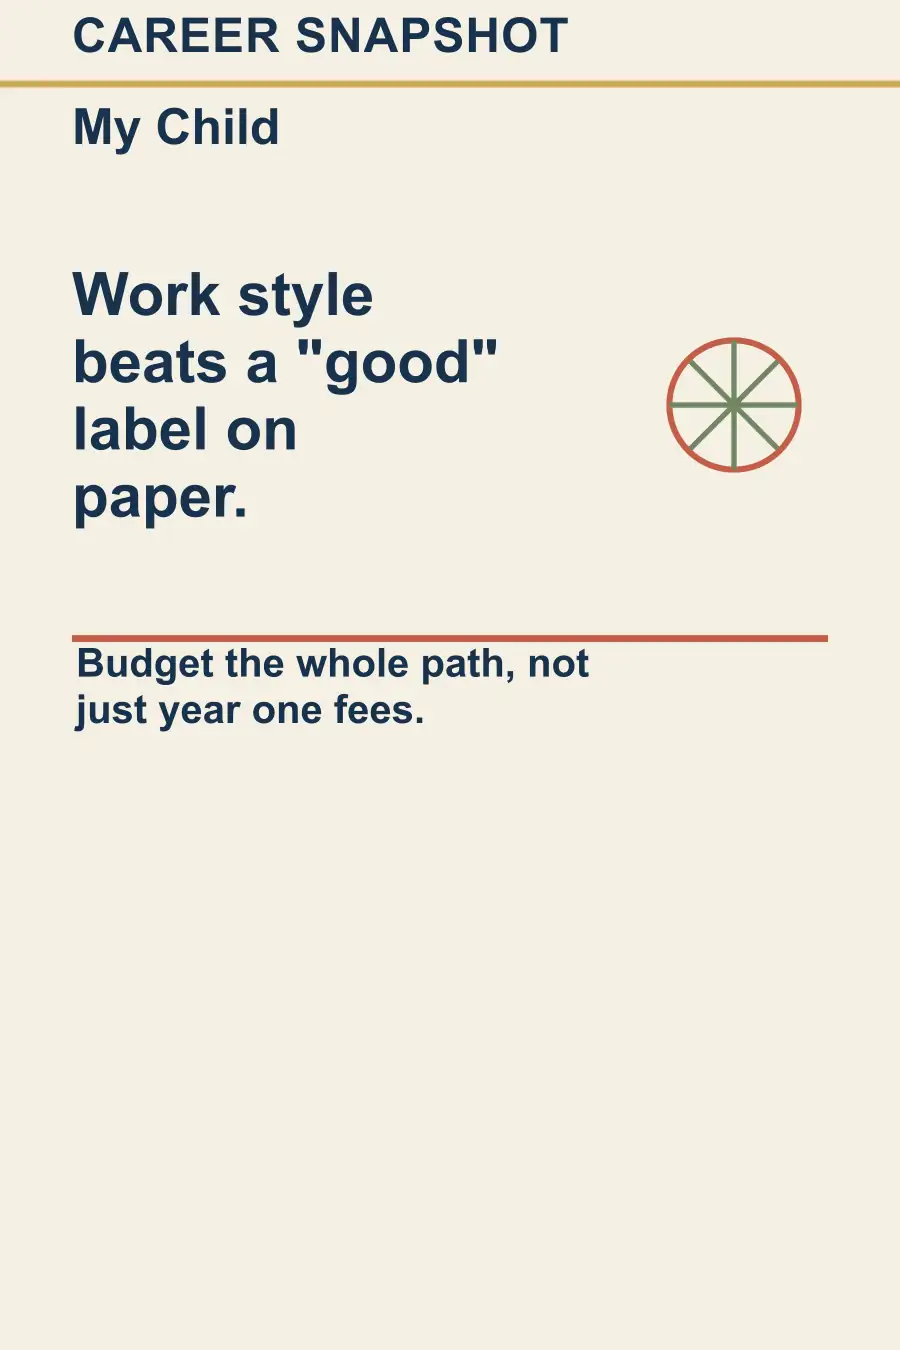 CAREER SNAPSHOT
My Child
Work style
beats a "good"
label on
paper.
Budget the whole path, not
just year one fees.